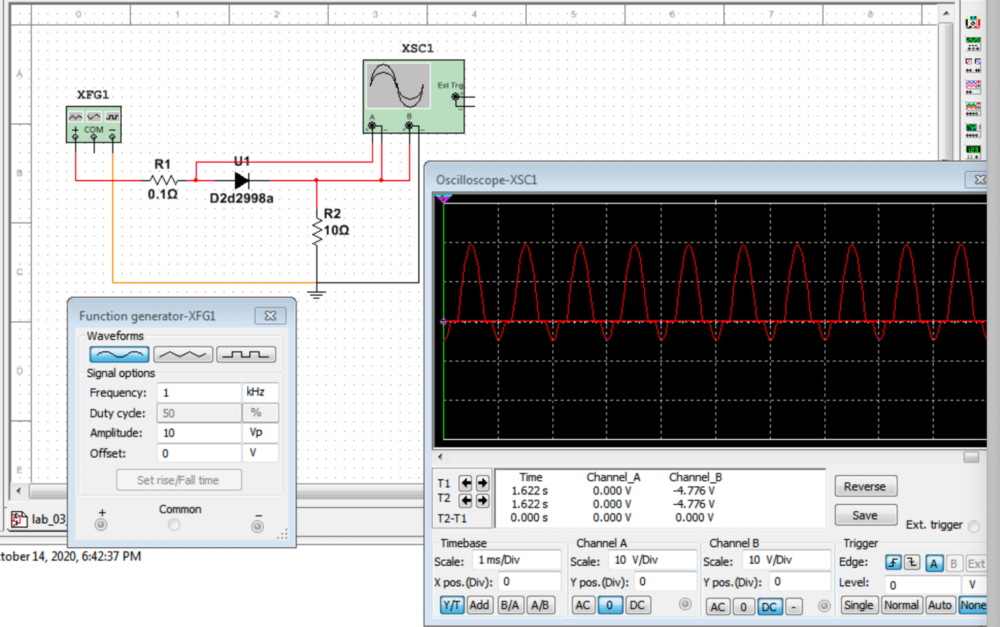 0 1 2 3 4 5 6 7 8
A
B
C
D
E
XSC1
Ext Trig
A B
XFG1
+ COM −
R1
0.1Ω
U1
D2d2998a
R2
10Ω
Function generator-XFG1
Waveforms
Signal options
Frequency: 1 kHz
Duty cycle: 50 %
Amplitude: 10 Vp
Offset: 0 V
Set rise/Fall time
+ Common −
lab_03
tober 14, 2020, 6:42:37 PM
Oscilloscope-XSC1
Time Channel_A Channel_B
T1 1.622 s 0.000 V -4.776 V
T2 1.622 s 0.000 V -4.776 V
T2-T1 0.000 s 0.000 V 0.000 V
Reverse
Save
Ext. trigger
Timebase
Scale: 1 ms/Div
X pos.(Div): 0
Y/T Add B/A A/B
Channel A
Scale: 10 V/Div
Y pos.(Div): 0
AC 0 DC
Channel B
Scale: 10 V/Div
Y pos.(Div): 0
AC 0 DC -
Trigger
Edge: A B Ext
Level: 0 V
Single Normal Auto None